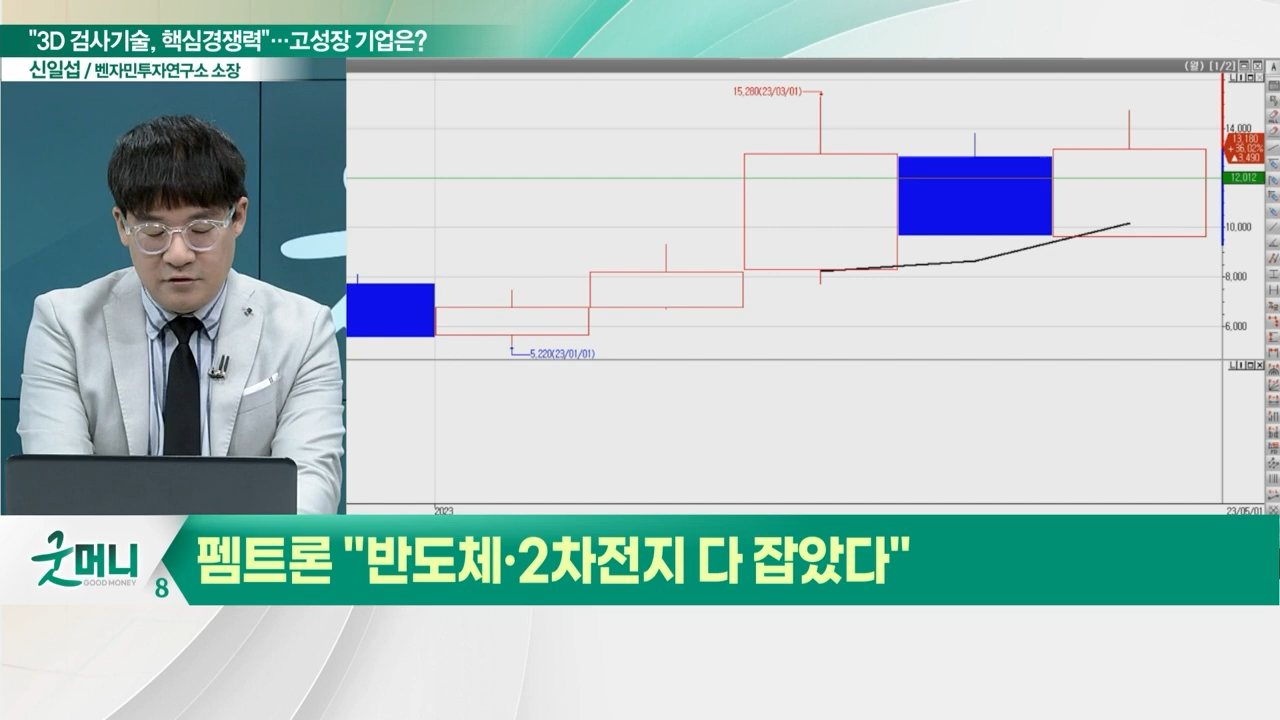 "3D 검사기술, 핵심경쟁력"…고성장 기업은?
신일섭 / 벤자민투자연구소 소장
(월) [1/2]
15,280(23/03/01)
14,000
13,180
+36.02%
▲3,490
12,012
10,000
8,000
6,000
5,220(23/01/01)
2023
23/05/01
굿머니
GOOD MONEY
8
펨트론 "반도체·2차전지 다 잡았다"